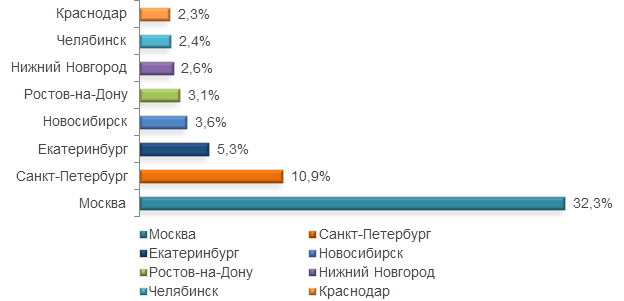 Краснодар 2,3%
Челябинск 2,4%
Нижний Новгород 2,6%
Ростов-на-Дону 3,1%
Новосибирск 3,6%
Екатеринбург 5,3%
Санкт-Петербург 10,9%
Москва 32,3%
Москва Санкт-Петербург
Екатеринбург Новосибирск
Ростов-на-Дону Нижний Новгород
Челябинск Краснодар